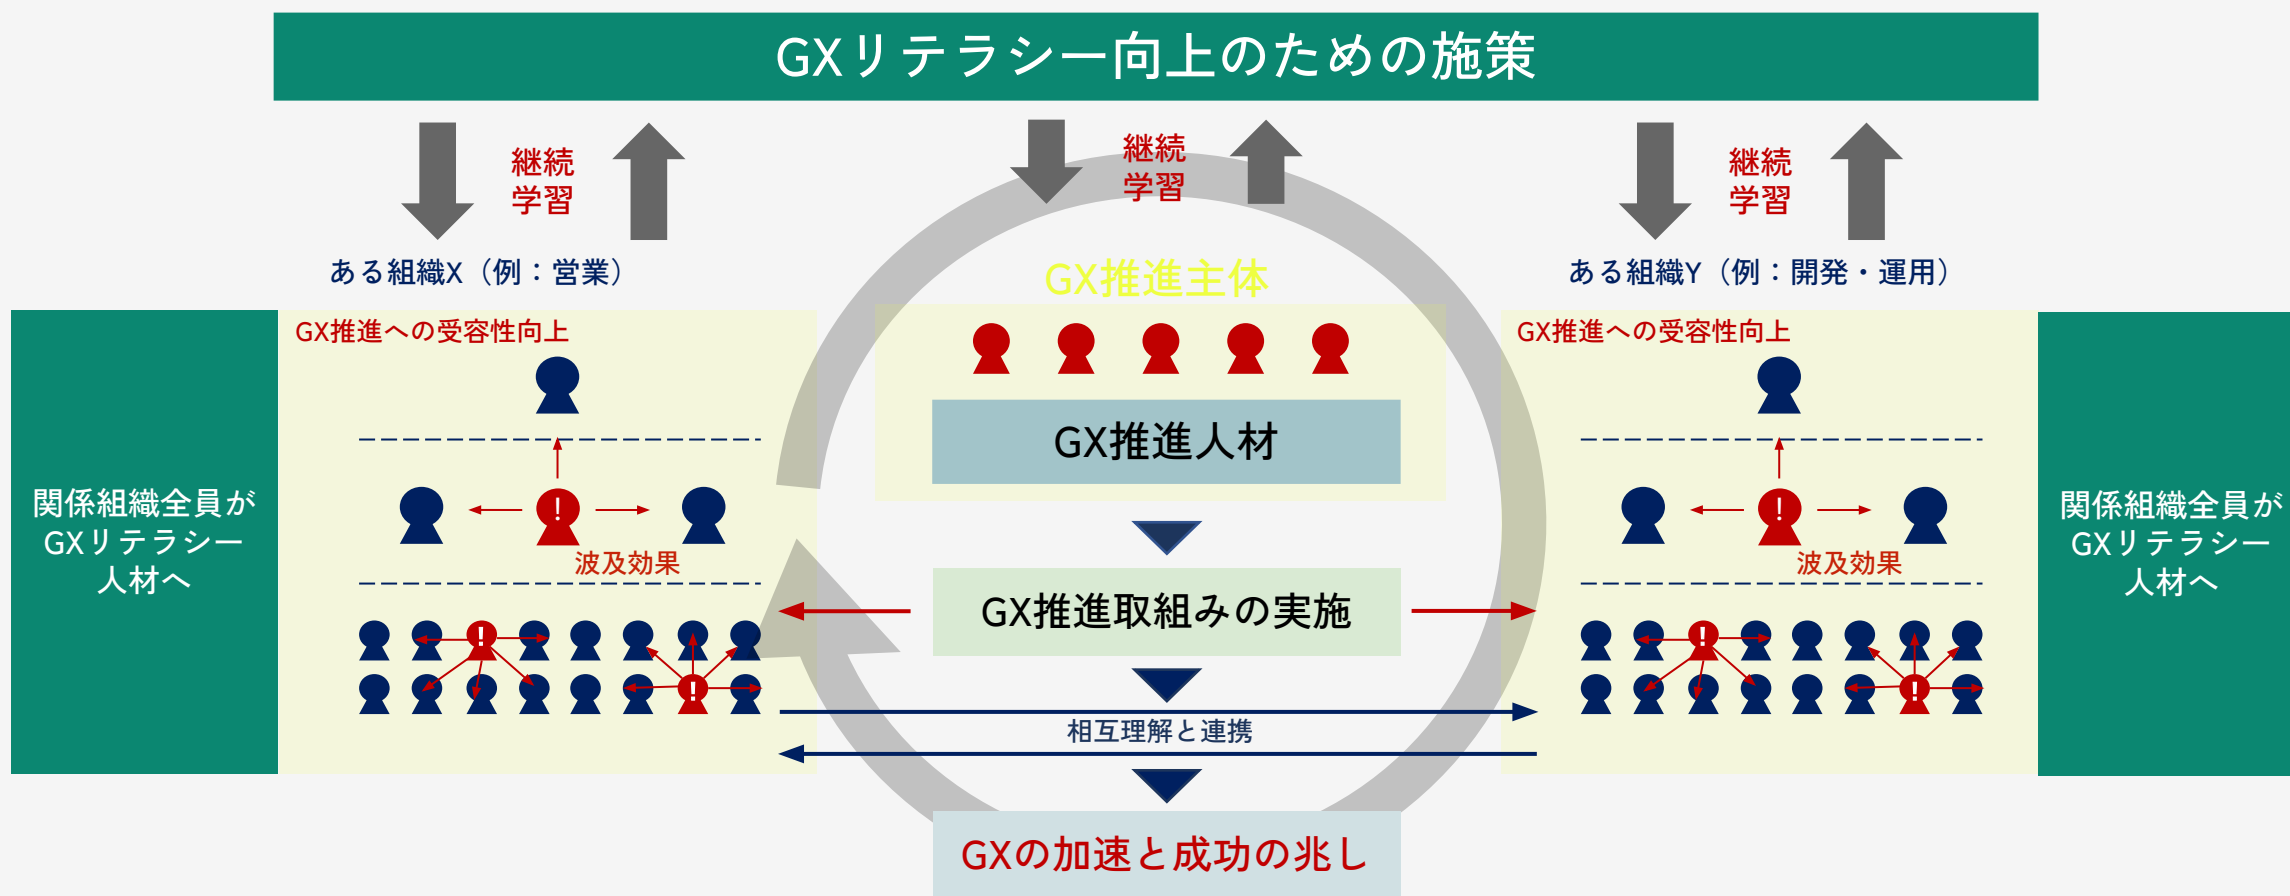 GXリテラシー向上のための施策
継続
学習
継続
学習
継続
学習
ある組織X（例：営業）
GX推進主体
ある組織Y（例：開発・運用）
GX推進への受容性向上
GX推進への受容性向上
GX推進人材
関係組織全員が
GXリテラシー
人材へ
!
波及効果
!
波及効果
関係組織全員が
GXリテラシー
人材へ
GX推進取組みの実施
!
!
!
!
相互理解と連携
GXの加速と成功の兆し